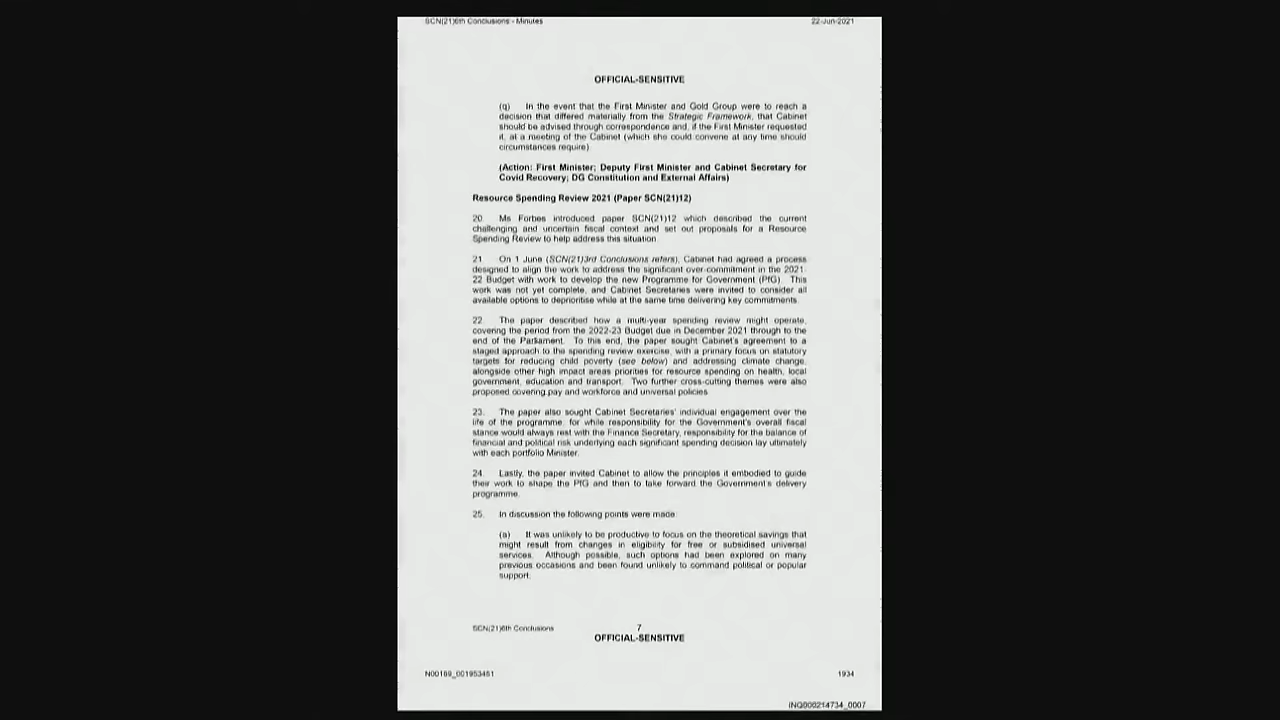 SCN(21)6th Conclusions - Minutes
22-Jun-2021
OFFICIAL-SENSITIVE
(q) In the event that the First Minister and Gold Group were to reach a
decision that differed materially from the Strategic Framework, that Cabinet
should be advised through correspondence and, if the First Minister requested
it, at a meeting of the Cabinet (which she could convene at any time should
circumstances require)
(Action: First Minister; Deputy First Minister and Cabinet Secretary for
Covid Recovery; DG Constitution and External Affairs)
Resource Spending Review 2021 (Paper SCN(21)12)
20. Ms Forbes introduced paper SCN(21)12 which described the current
challenging and uncertain fiscal context and set out proposals for a Resource
Spending Review to help address this situation
21 On 1 June (SCN(21)3rd Conclusions refers), Cabinet had agreed a process
designed to align the work to address the significant over-commitment in the 2021-
22 Budget with work to develop the new Programme for Government (PfG). This
work was not yet complete, and Cabinet Secretaries were invited to consider all
available options to deprioritise while at the same time delivering key commitments.
22 The paper described how a multi-year spending review might operate,
covering the period from the 2022-23 Budget due in December 2021 through to the
end of the Parliament. To this end, the paper sought Cabinet's agreement to a
staged approach to the spending review exercise, with a primary focus on statutory
targets for reducing child poverty (see below) and addressing climate change,
alongside other high impact areas priorities for resource spending on health, local
government, education and transport. Two further cross-cutting themes were also
proposed covering pay and workforce and universal policies
23. The paper also sought Cabinet Secretaries' individual engagement over the
life of the programme, for while responsibility for the Government's overall fiscal
stance would always rest with the Finance Secretary, responsibility for the balance of
financial and political risk underlying each significant spending decision lay ultimately
with each portfolio Minister.
24. Lastly, the paper invited Cabinet to allow the principles it embodied to guide
their work to shape the PfG and then to take forward the Government's delivery
programme.
25. In discussion the following points were made
(a) It was unlikely to be productive to focus on the theoretical savings that
might result from changes in eligibility for free or subsidised universal
services. Although possible, such options had been explored on many
previous occasions and been found unlikely to command political or popular
support.
SCN(21)6th Conclusions
7
OFFICIAL-SENSITIVE
N00169_001953461
1934
INQ000214734_0007